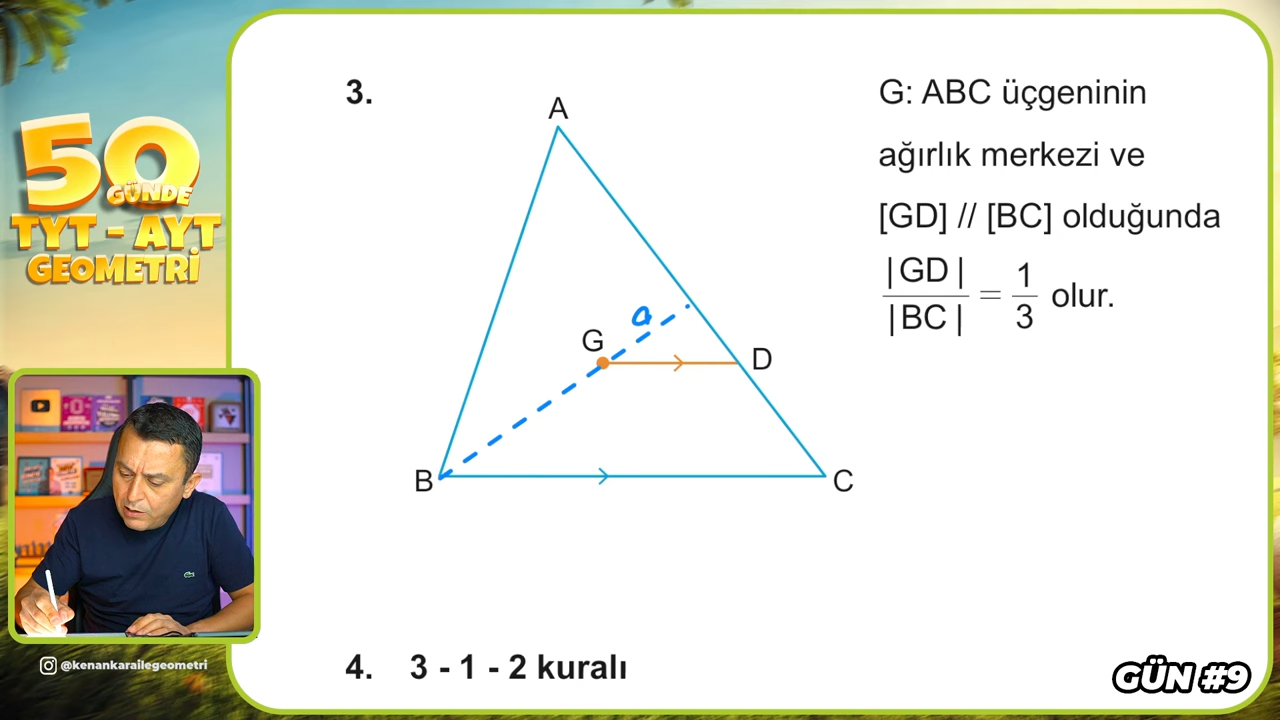 50
GÜNDE
TYT - AYT
GEOMETRİ
3.
A
G
a
D
B
C
G: ABC üçgeninin
ağırlık merkezi ve
[GD] // [BC] olduğunda
|GD| / |BC| = 1/3 olur.
4. 3 - 1 - 2 kuralı
@kenankarailegeometri
GÜN #9